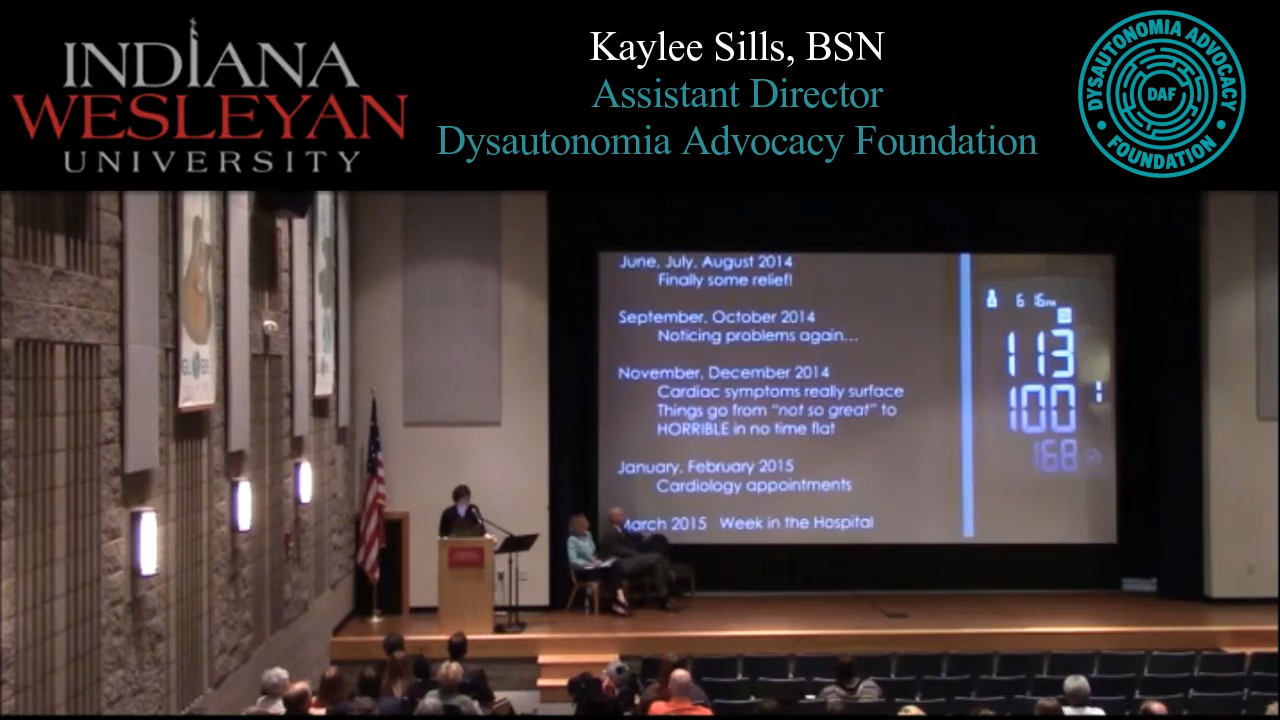 INDIANA
WESLEYAN
UNIVERSITY
Kaylee Sills, BSN
Assistant Director
Dysautonomia Advocacy Foundation
DYSAUTONOMIA ADVOCACY
DAF
FOUNDATION
June, July, August 2014
Finally some relief!
September, October 2014
Noticing problems again...
November, December 2014
Cardiac symptoms really surface
Things go from "not so great" to
HORRIBLE in no time flat
January, February 2015
Cardiology appointments
March 2015 Week in the Hospital
6 16PM
113
100
168